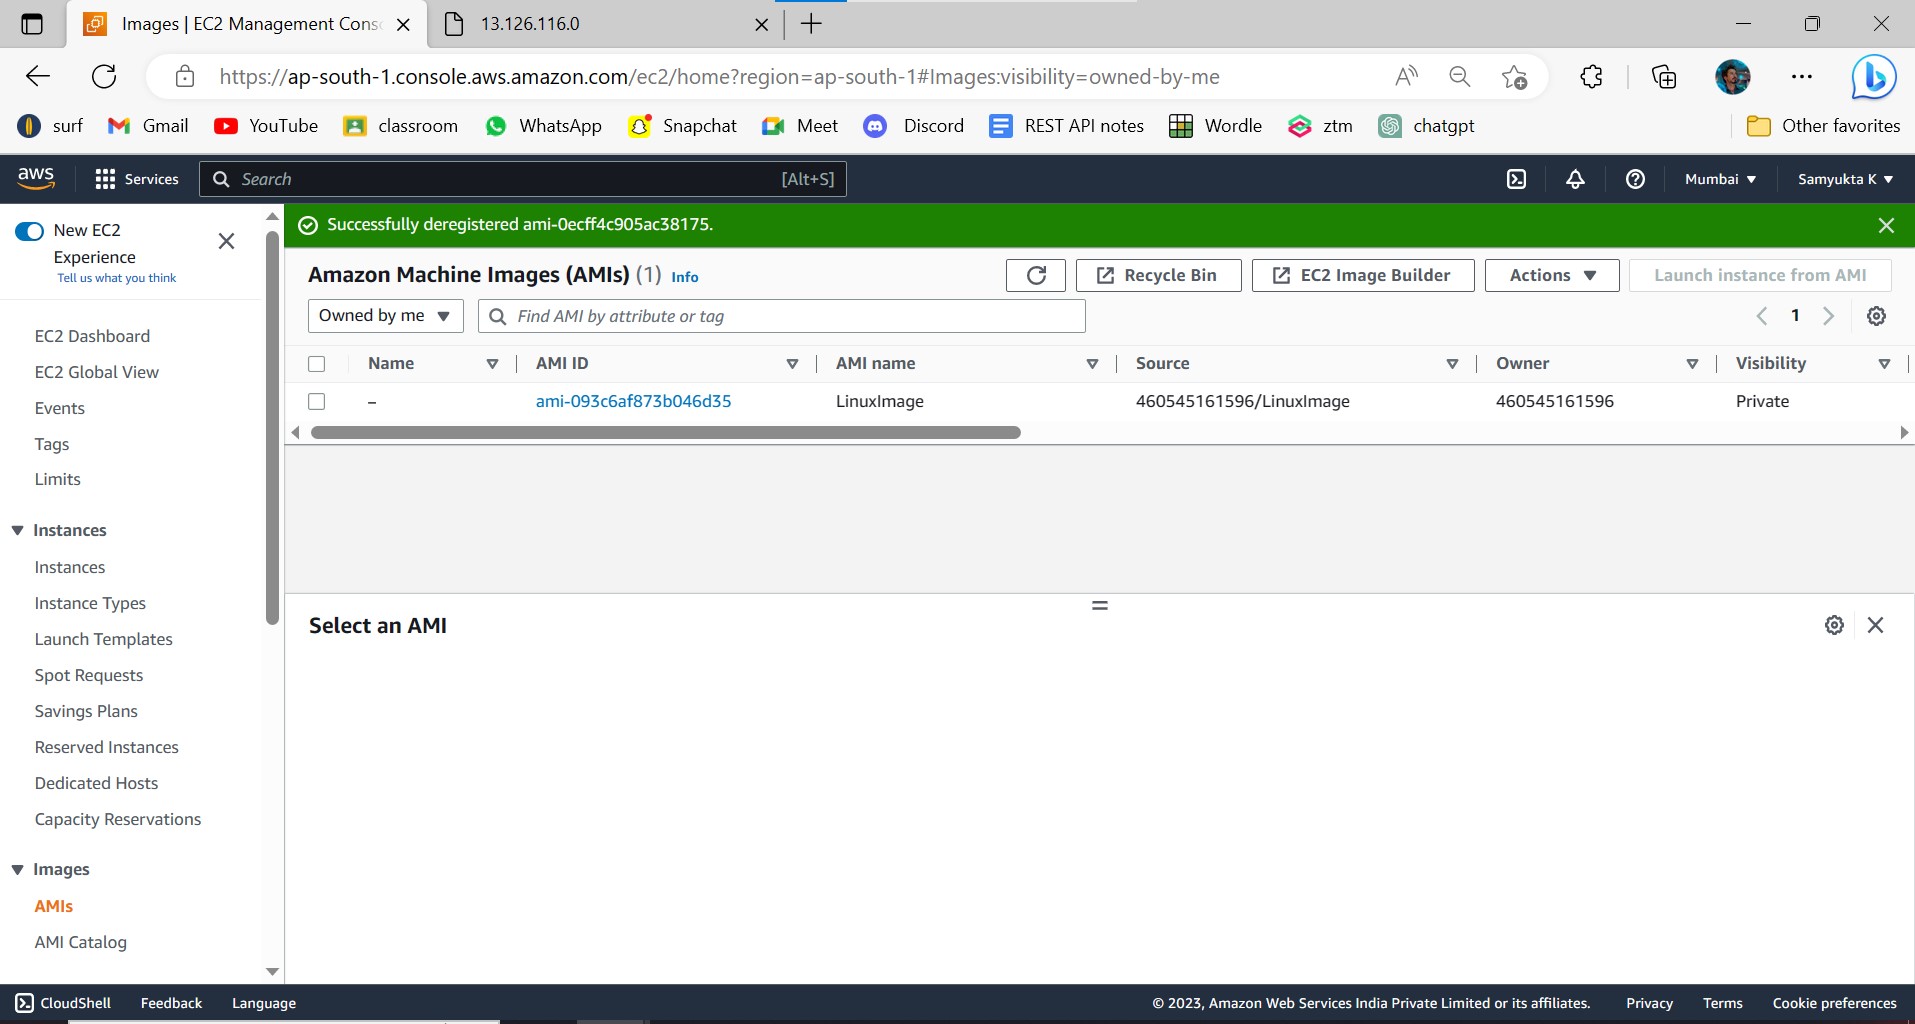 Images | EC2 Management Cons
13.126.116.0
https://ap-south-1.console.aws.amazon.com/ec2/home?region=ap-south-1#Images:visibility=owned-by-me
surf Gmail YouTube classroom WhatsApp Snapchat Meet Discord REST API notes Wordle ztm chatgpt Other favorites
aws Services Search [Alt+S] Mumbai Samyukta K
New EC2
Experience
Tell us what you think
EC2 Dashboard
EC2 Global View
Events
Tags
Limits
Instances
Instances
Instance Types
Launch Templates
Spot Requests
Savings Plans
Reserved Instances
Dedicated Hosts
Capacity Reservations
Images
AMIs
AMI Catalog
Successfully deregistered ami-0ecff4c905ac38175.
Amazon Machine Images (AMIs) (1) Info
Recycle Bin EC2 Image Builder Actions Launch instance from AMI
Owned by me Find AMI by attribute or tag 1
Name AMI ID AMI name Source Owner Visibility
– ami-093c6af873b046d35 LinuxImage 460545161596/LinuxImage 460545161596 Private
Select an AMI
CloudShell Feedback Language © 2023, Amazon Web Services India Private Limited or its affiliates. Privacy Terms Cookie preferences